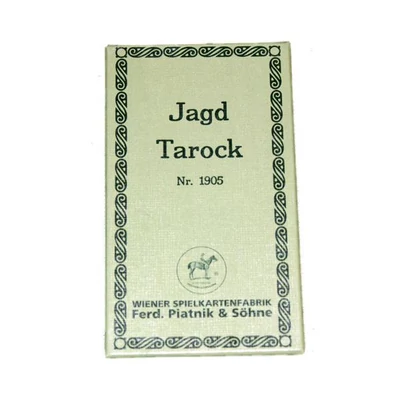 Jagd
Tarock
Nr. 1905
WIENER SPIELKARTENFABRIK
Ferd. Piatnik & Söhne